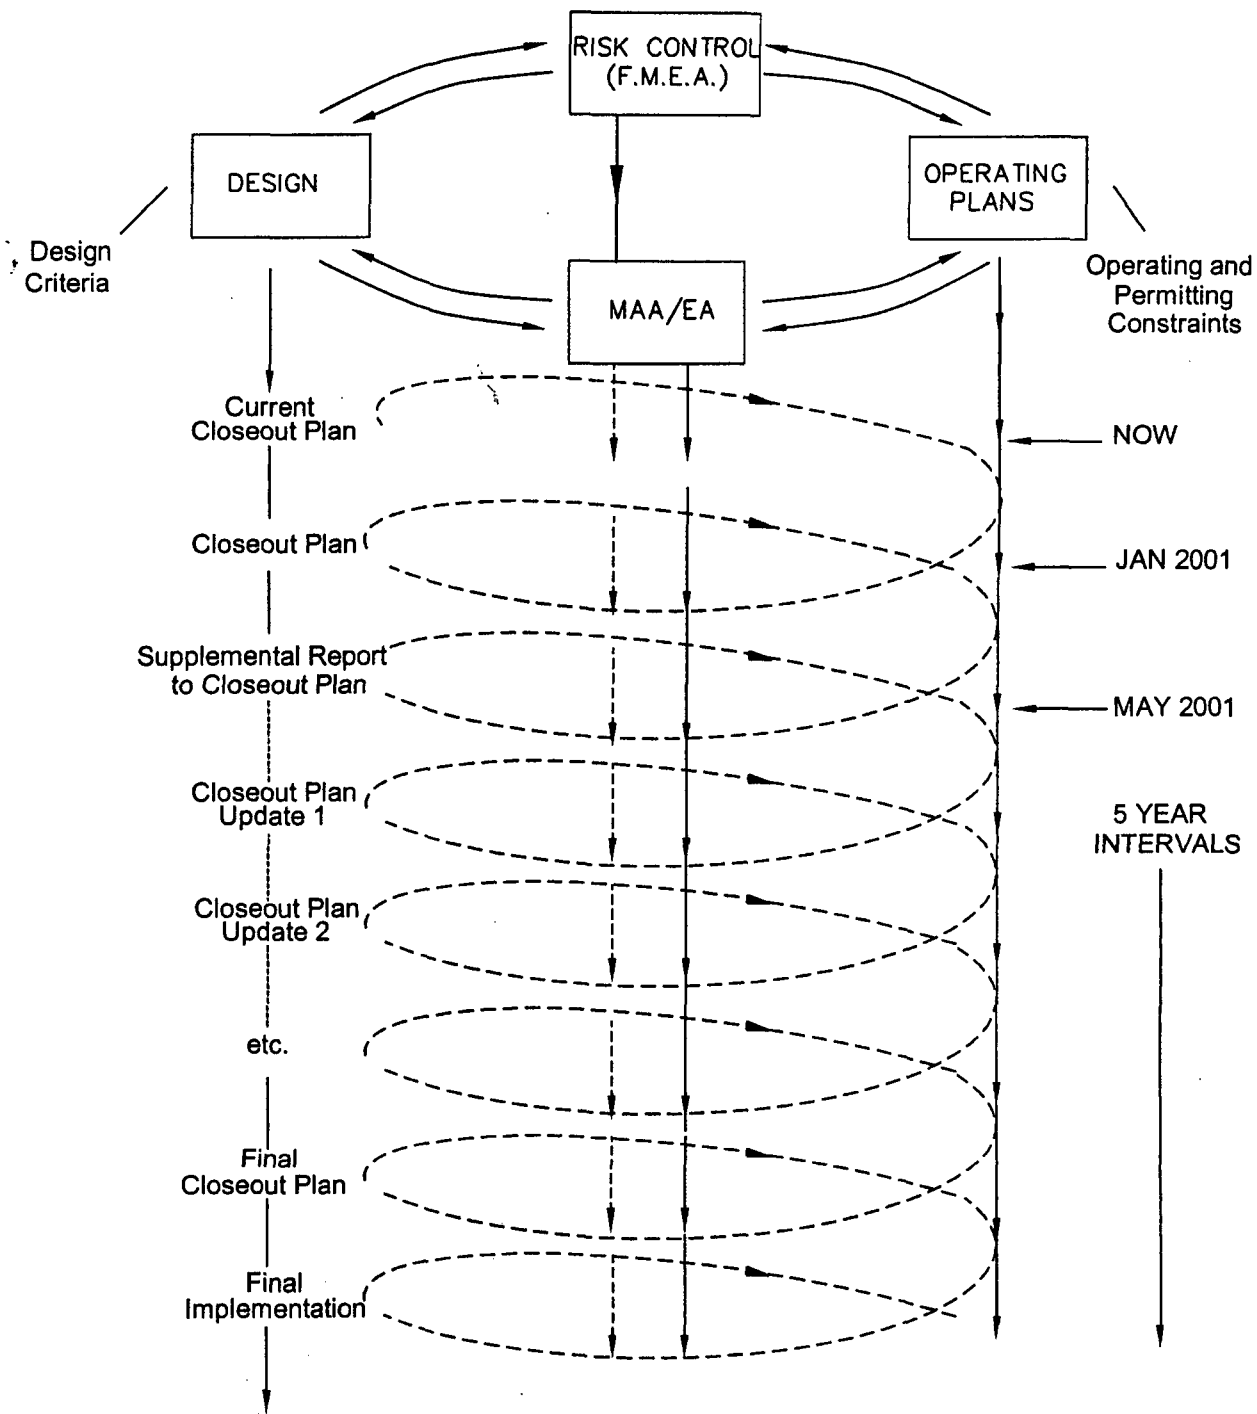 RISK CONTROL
(F.M.E.A.)
DESIGN
OPERATING
PLANS
Design
Criteria
MAA/EA
Operating and
Permitting
Constraints
Current
Closeout Plan
NOW
Closeout Plan
JAN 2001
Supplemental Report
to Closeout Plan
MAY 2001
Closeout Plan
Update 1
5 YEAR
INTERVALS
Closeout Plan
Update 2
etc.
Final
Closeout Plan
Final
Implementation